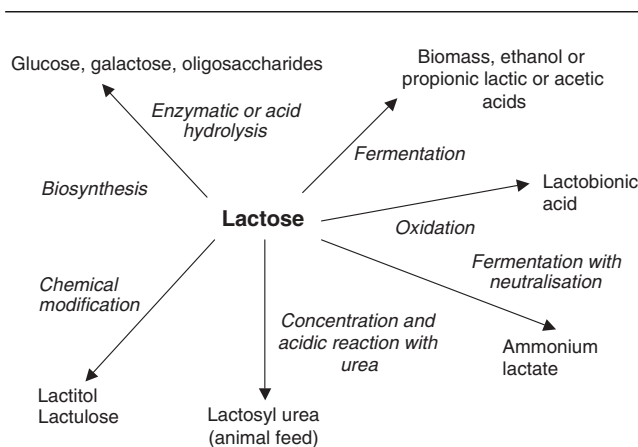 Glucose, galactose, oligosaccharides
Biomass, ethanol or
propionic lactic or acetic
acids
Enzymatic or acid
hydrolysis
Fermentation
Biosynthesis
Lactobionic
acid
Lactose
Oxidation
Chemical
modification
Fermentation with
neutralisation
Concentration and
acidic reaction with
urea
Ammonium
lactate
Lactitol
Lactulose
Lactosyl urea
(animal feed)